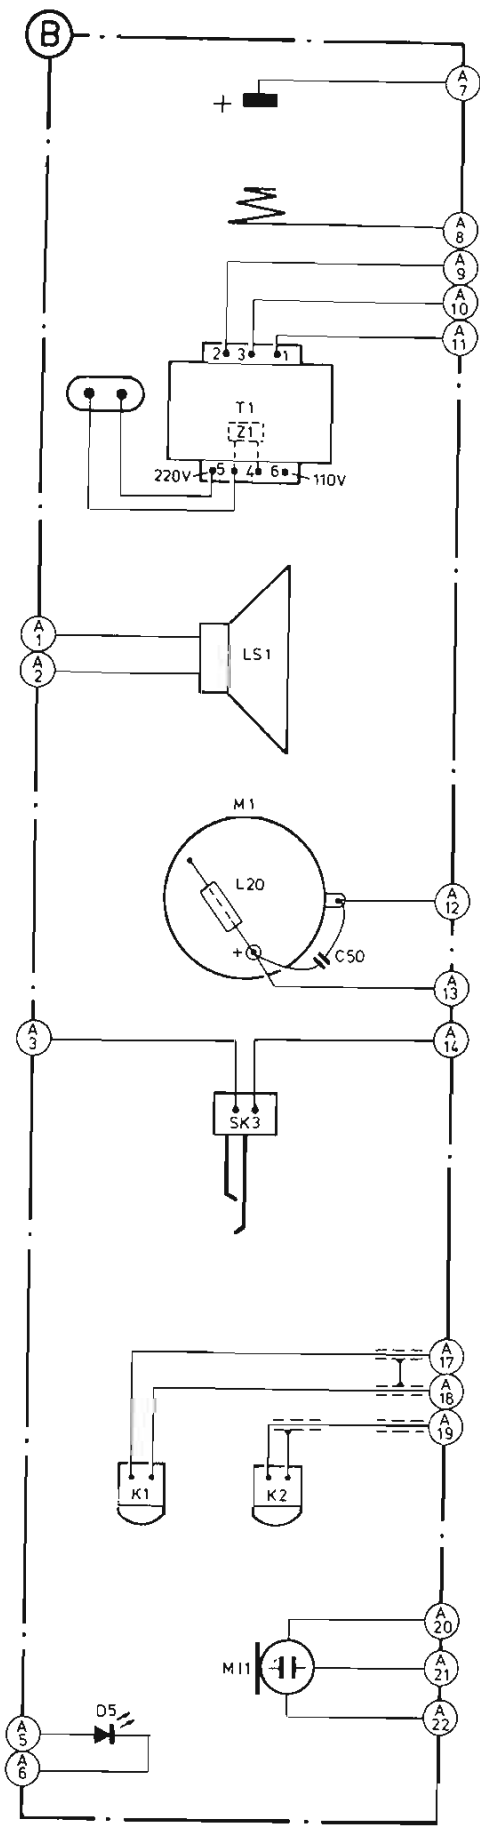 B
A 7
+
A 8
A 9
A 10
A 11
2 3 1
T1
Z1
220V 5 4 6 110V
A 1
LS1
A 2
M1
L20
A 12
+ C50
A 13
A 3
A 14
SK3
A 17
A 18
A 19
K1 K2
A 20
MI1
A 21
A 22
D5
A 5
A 6